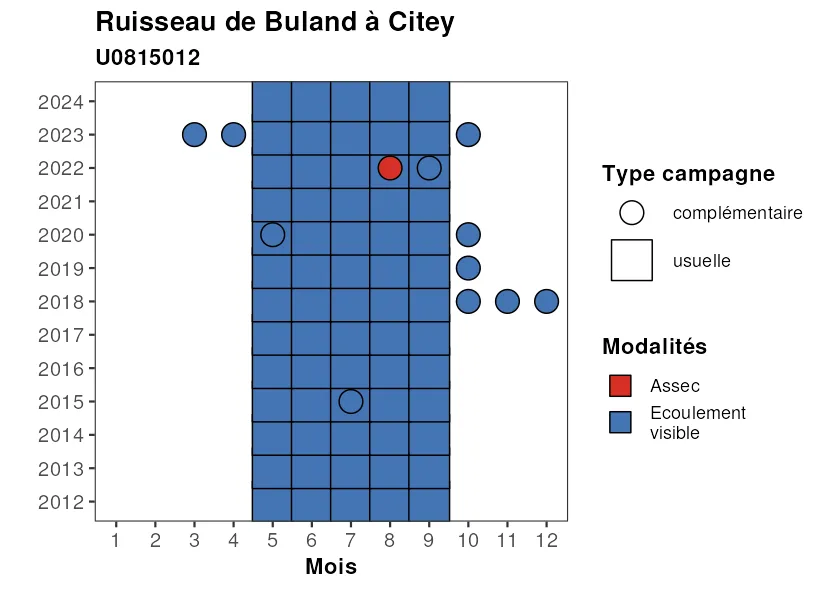 Ruisseau de Buland à Citey
U0815012
2024
2023
2022
2021
2020
2019
2018
2017
2016
2015
2014
2013
2012
1 2 3 4 5 6 7 8 9 10 11 12
Mois
Type campagne
complémentaire
usuelle
Modalités
Assec
Ecoulement
visible